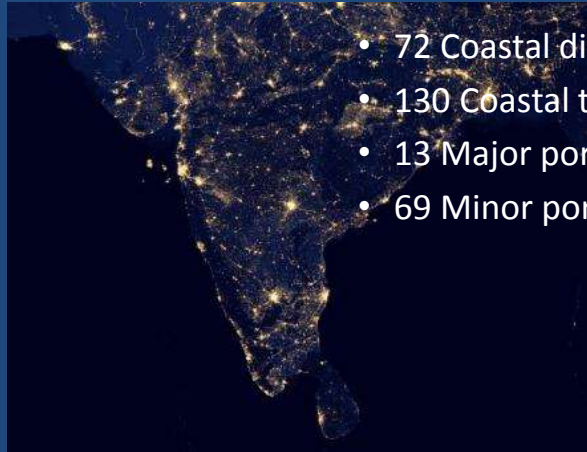 • 72 Coastal di
• 130 Coastal t
• 13 Major por
• 69 Minor por